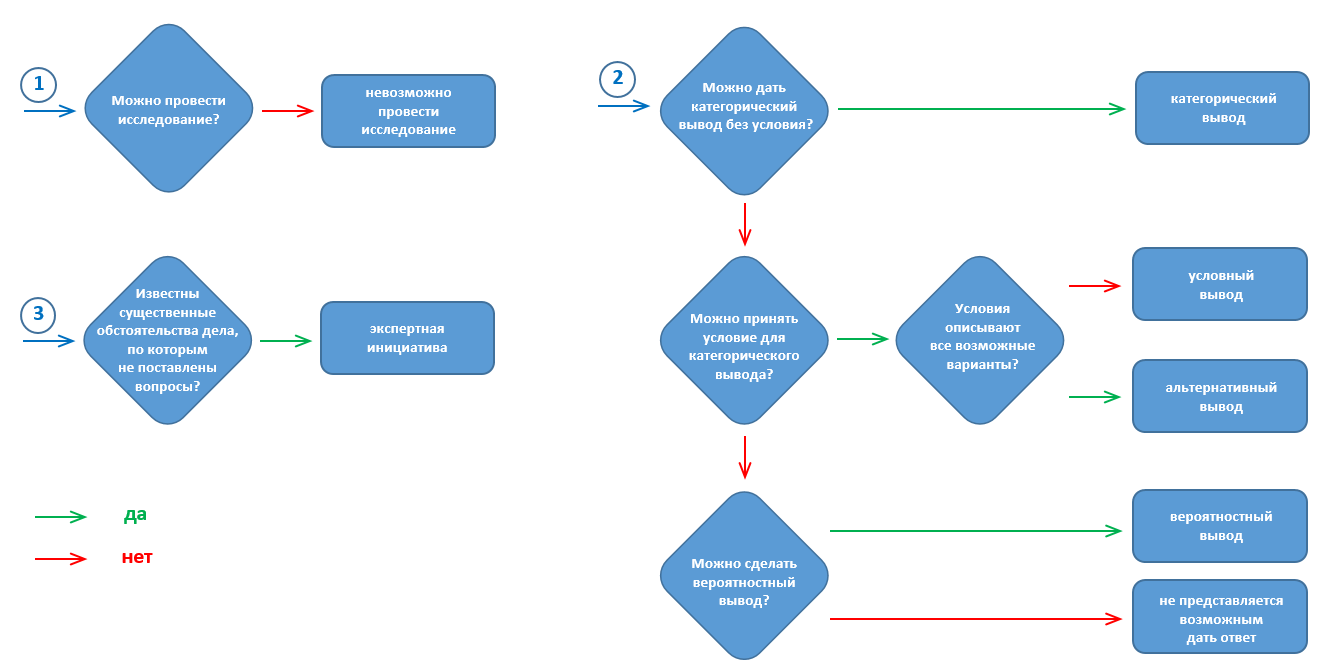 1
Можно провести
исследование?
невозможно
провести
исследование
2
Можно дать
категорический
вывод без условия?
категорический
вывод
3
Известны
существенные
обстоятельства дела,
по которым
не поставлены
вопросы?
экспертная
инициатива
Можно принять
условие для
категорического
вывода?
Условия
описывают
все возможные
варианты?
условный
вывод
альтернативный
вывод
да
нет
Можно сделать
вероятностный
вывод?
вероятностный
вывод
не представляется
возможным
дать ответ